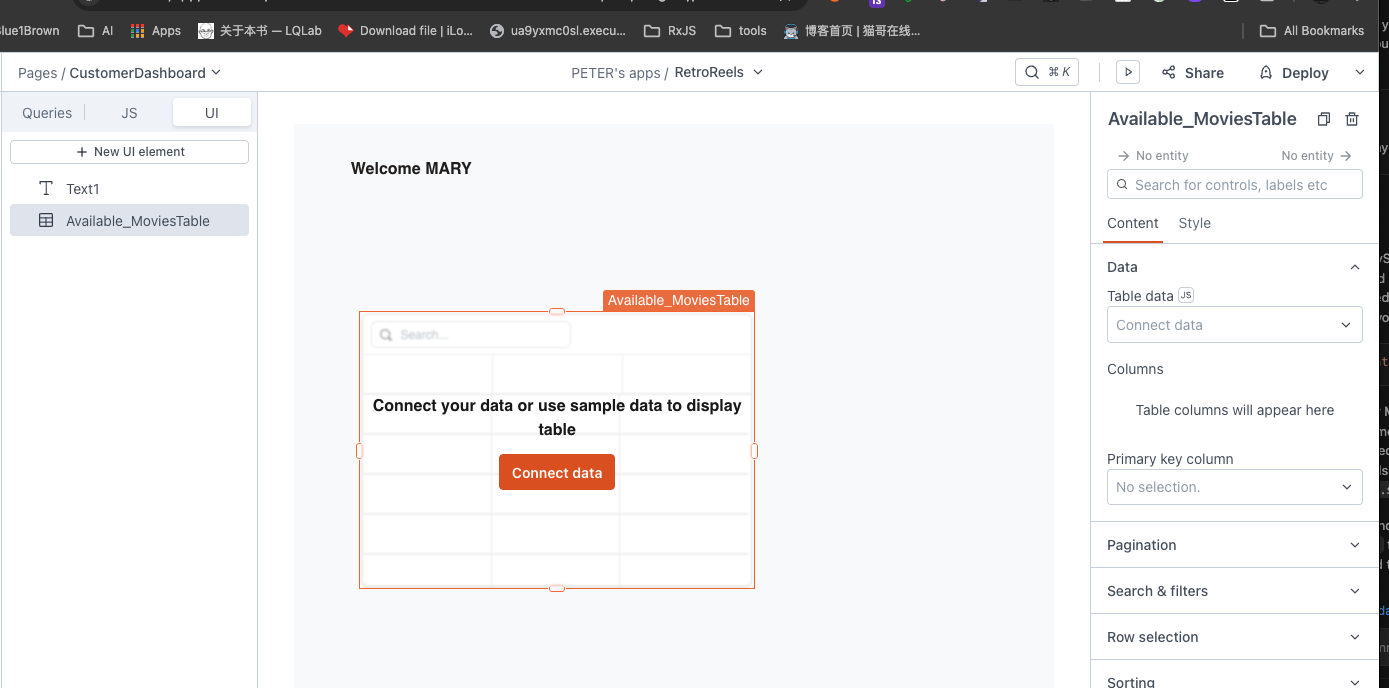 lue1Brown AI Apps 关于本书 — LQLab Download file | iLo... ua9yxmc0sl.execu... RxJS tools 博客首页 | 猫哥在线... All Bookmarks
Pages / CustomerDashboard PETER's apps / RetroReels ⌘ K Share Deploy
Queries JS UI
+ New UI element
Text1
Available_MoviesTable
Welcome MARY
Available_MoviesTable
Search...
Connect your data or use sample data to display
table
Connect data
Available_MoviesTable
No entity No entity
Search for controls, labels etc
Content Style
Data
Table data JS
Connect data
Columns
Table columns will appear here
Primary key column
No selection.
Pagination
Search & filters
Row selection
Sorting